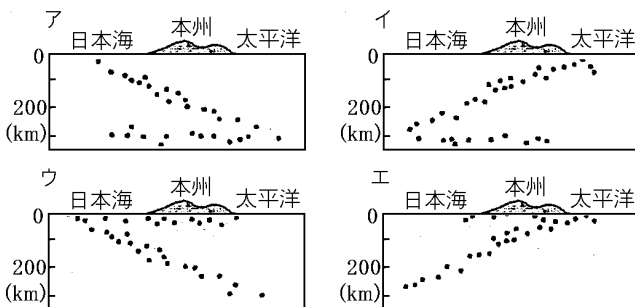 ア
日本海 本州 太平洋
0
200
(km)
イ
日本海 本州 太平洋
0
200
(km)
ウ
日本海 本州 太平洋
0
200
(km)
エ
日本海 本州 太平洋
0
200
(km)